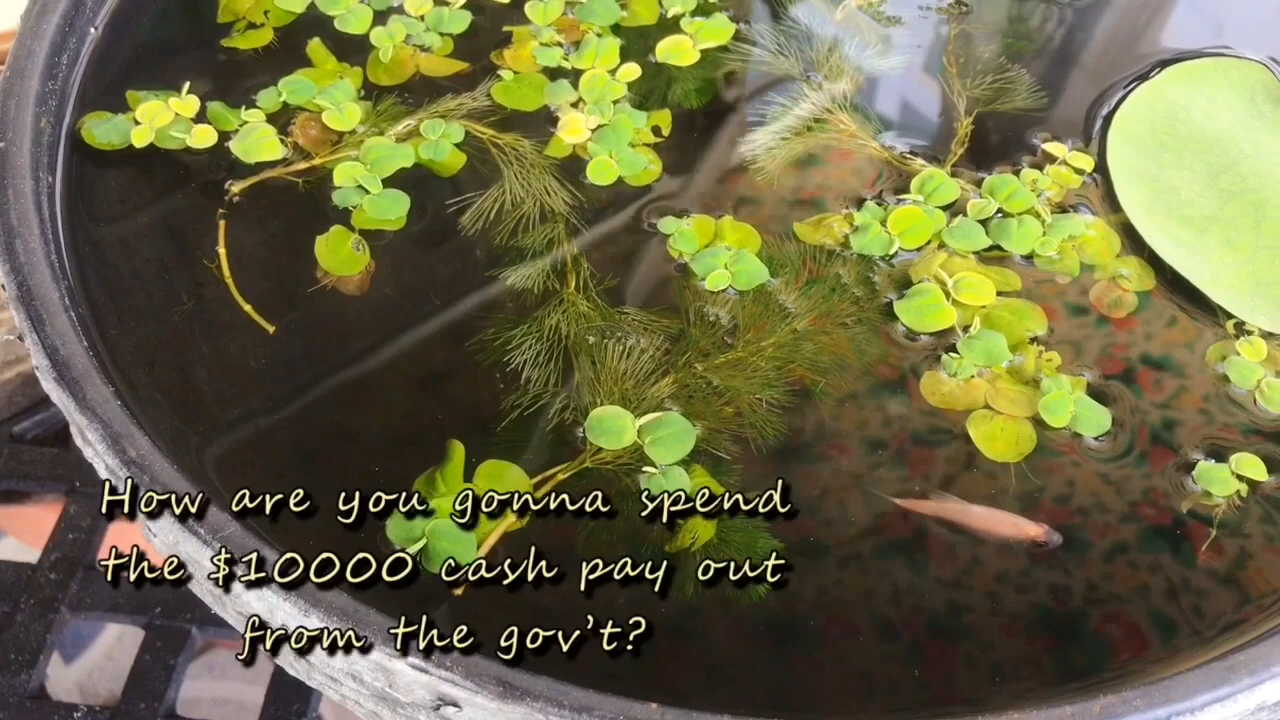 How are you gonna spend
the $10000 cash pay out
from the gov't?